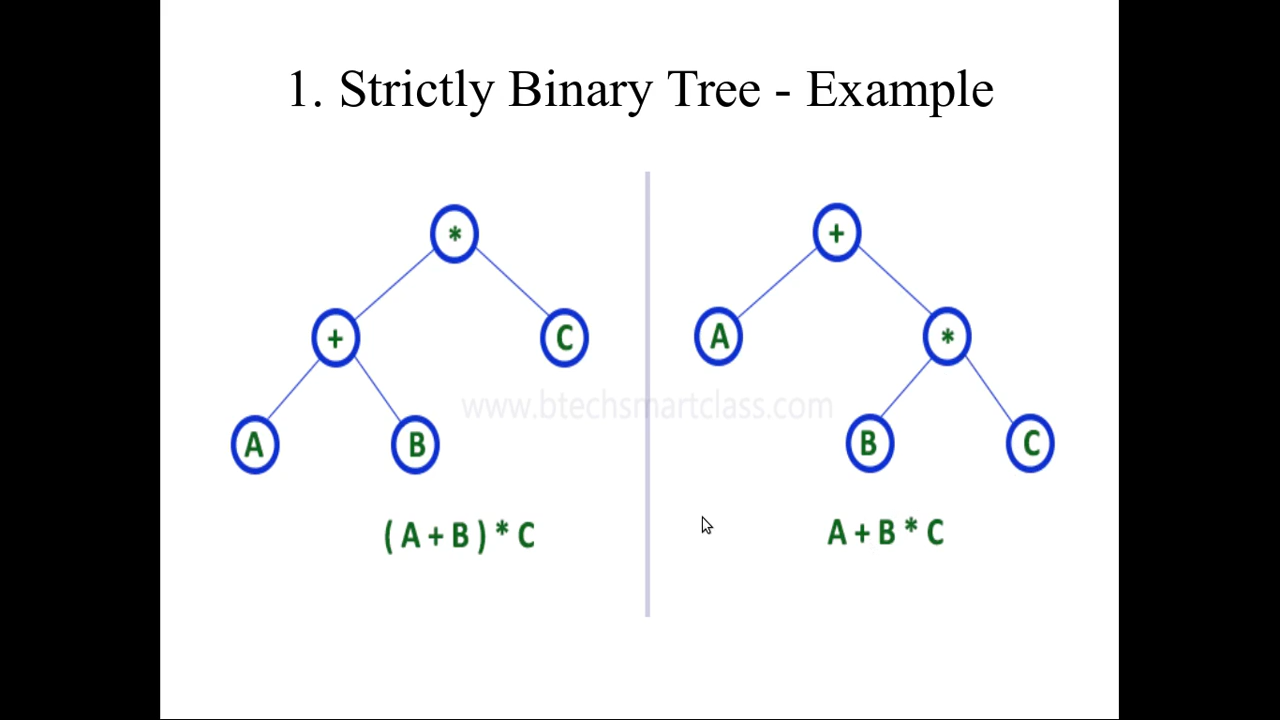 1. Strictly Binary Tree - Example
*
+
C
A
B
( A + B ) * C
+
A
*
B
C
A + B * C
www.btechsmartclass.com